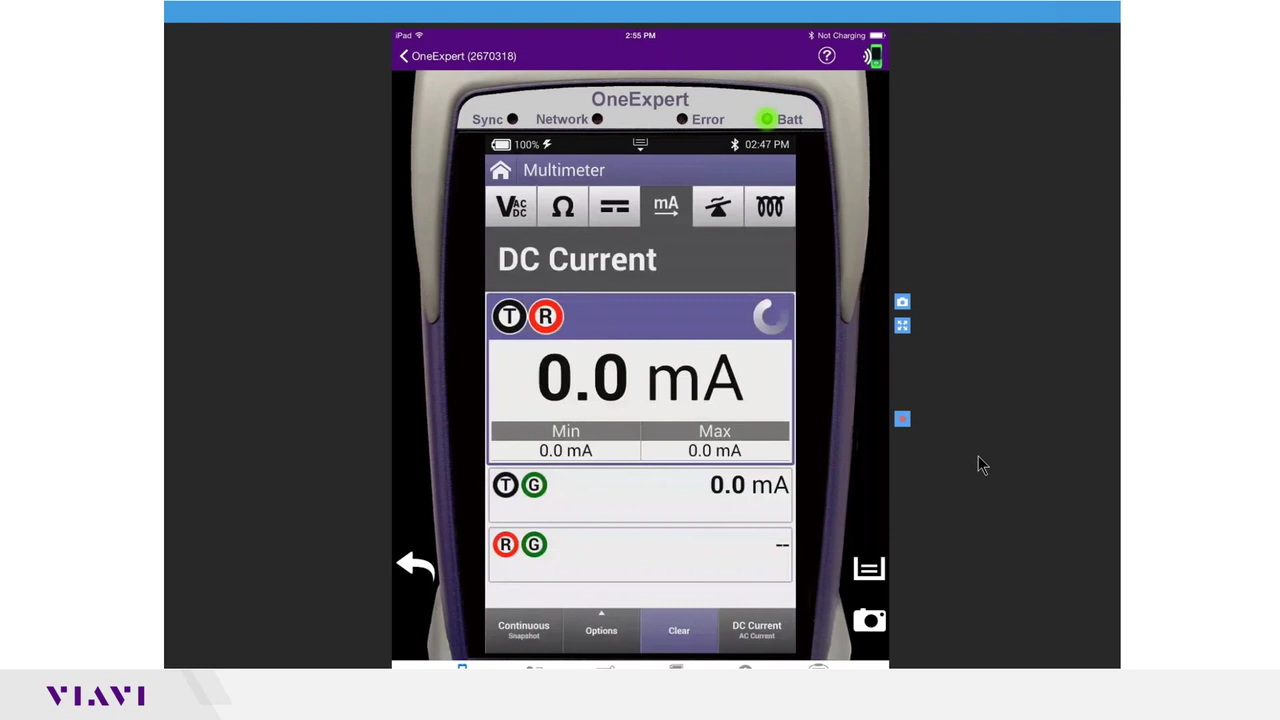 iPad 2:55 PM Not Charging
OneExpert (2670318) ?
OneExpert
Sync Network Error Batt
100% 02:47 PM
Multimeter
VAC DC Ω mA
DC Current
T R
0.0 mA
Min Max
0.0 mA 0.0 mA
T G 0.0 mA
R G --
Continuous Options Clear DC Current
Snapshot AC Current
VIAVI